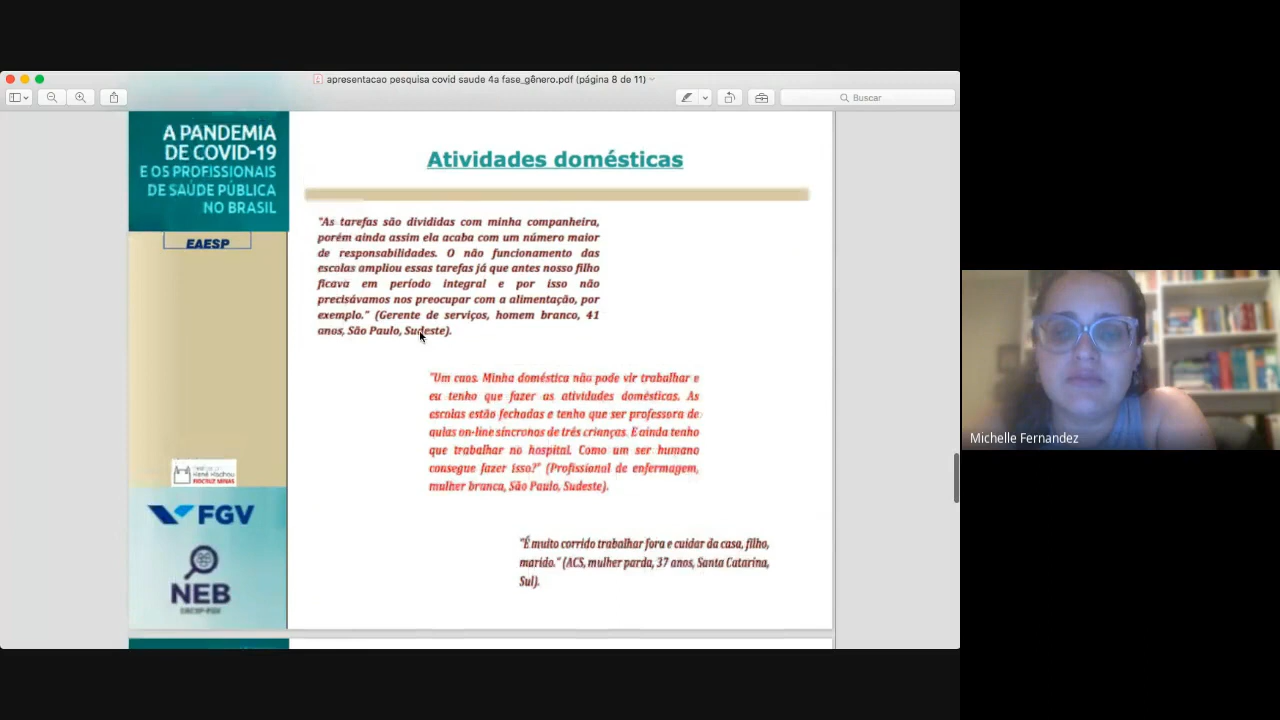 apresentacao pesquisa covid saude 4a fase_gênero.pdf (página 8 de 11)
Buscar
A PANDEMIA
DE COVID-19
E OS PROFISSIONAIS
DE SAÚDE PÚBLICA
NO BRASIL
EAESP
René Rachou
FIOCRUZ MINAS
FGV
NEB
EAESP-FGV
Atividades domésticas
"As tarefas são divididas com minha companheira,
porém ainda assim ela acaba com um número maior
de responsabilidades. O não funcionamento das
escolas ampliou essas tarefas já que antes nosso filho
ficava em período integral e por isso não
precisávamos nos preocupar com a alimentação, por
exemplo." (Gerente de serviços, homem branco, 41
anos, São Paulo, Sudeste).
"Um caos. Minha doméstica não pode vir trabalhar e
eu tenho que fazer as atividades domésticas. As
escolas estão fechadas e tenho que ser professora de
aulas on-line síncronos de três crianças. E ainda tenho
que trabalhar no hospital. Como um ser humano
consegue fazer isso?" (Profissional de enfermagem,
mulher branca, São Paulo, Sudeste).
"É muito corrido trabalhar fora e cuidar da casa, filho,
marido." (ACS, mulher parda, 37 anos, Santa Catarina,
Sul).
Michelle Fernandez